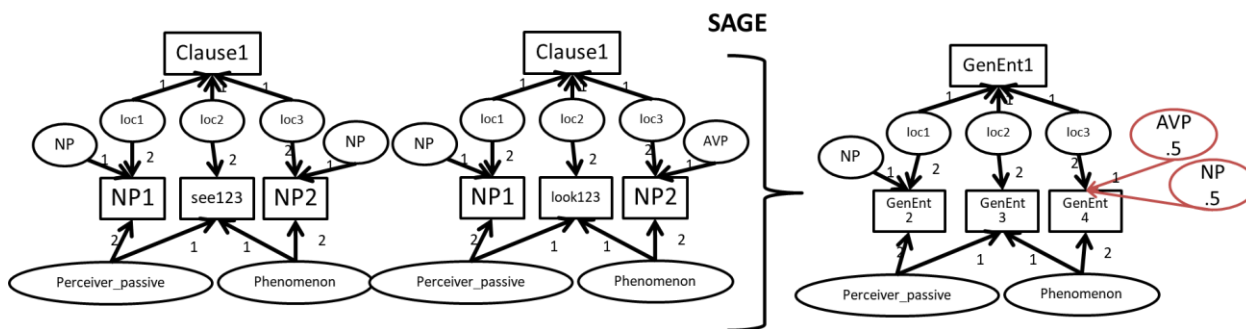 SAGE
Clause1
1
1
1
loc1
loc2
loc3
NP
NP
1
2
2
2
1
NP1
see123
NP2
2
1
1
2
Perceiver_passive
Phenomenon
Clause1
1
1
1
loc1
loc2
loc3
NP
AVP
1
2
2
2
1
NP1
look123
NP2
2
1
1
2
Perceiver_passive
Phenomenon
GenEnt1
1
1
1
loc1
loc2
loc3
AVP
.5
NP
1
2
2
2
1
NP
.5
GenEnt
2
GenEnt
3
GenEnt
4
2
1
1
2
Perceiver_passive
Phenomenon